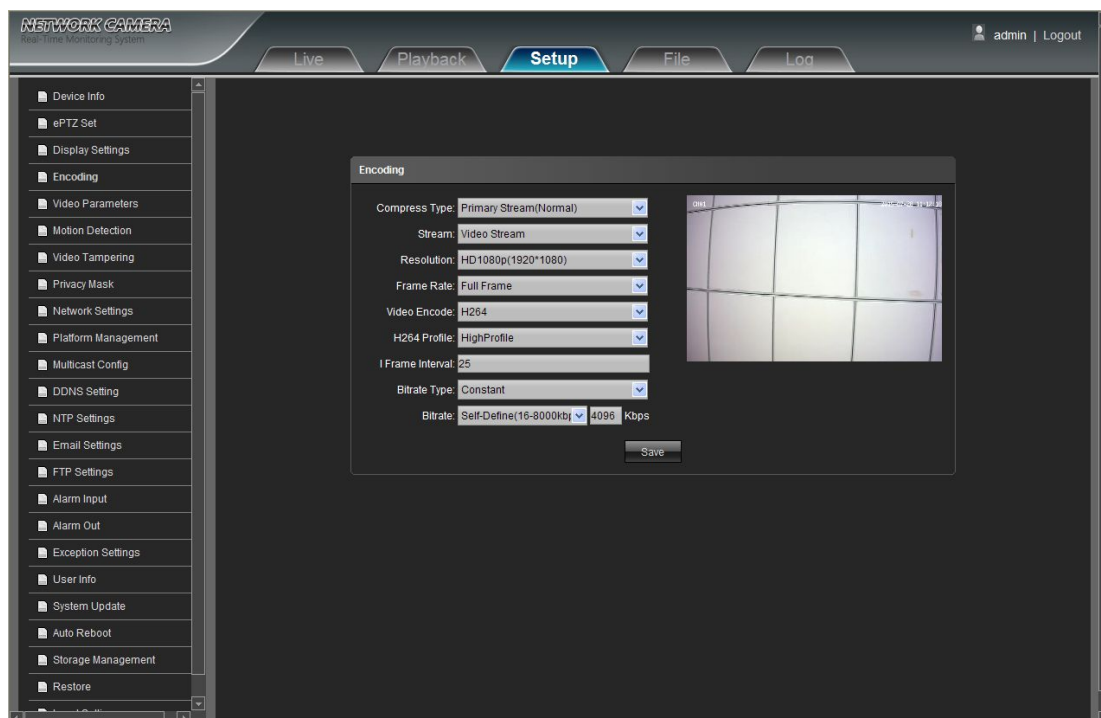 NETWORK CAMERA
Real-Time Monitoring System
admin | Logout
Live
Playback
Setup
File
Log
Device Info
ePTZ Set
Display Settings
Encoding
Video Parameters
Motion Detection
Video Tampering
Privacy Mask
Network Settings
Platform Management
Multicast Config
DDNS Setting
NTP Settings
Email Settings
FTP Settings
Alarm Input
Alarm Out
Exception Settings
User Info
System Update
Auto Reboot
Storage Management
Restore
Encoding
Compress Type: Primary Stream(Normal)
Stream: Video Stream
Resolution: HD1080p(1920*1080)
Frame Rate: Full Frame
Video Encode: H264
H264 Profile: HighProfile
I Frame Interval: 25
Bitrate Type: Constant
Bitrate: Self-Define(16-8000kbp 4096 Kbps
Save
CH1